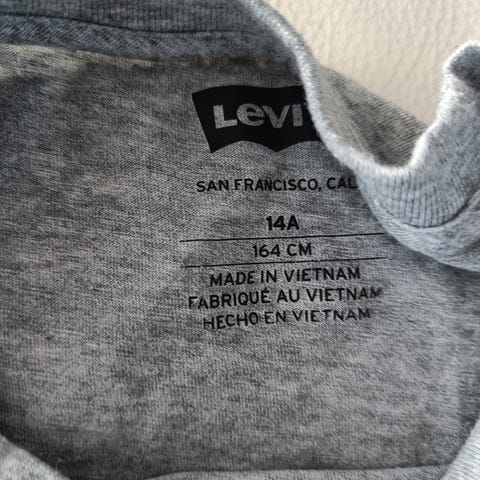 Levi
SAN FRANCISCO, CAL
14A
164 CM
MADE IN VIETNAM
FABRIQUÉ AU VIETNAM
HECHO EN VIETNAM